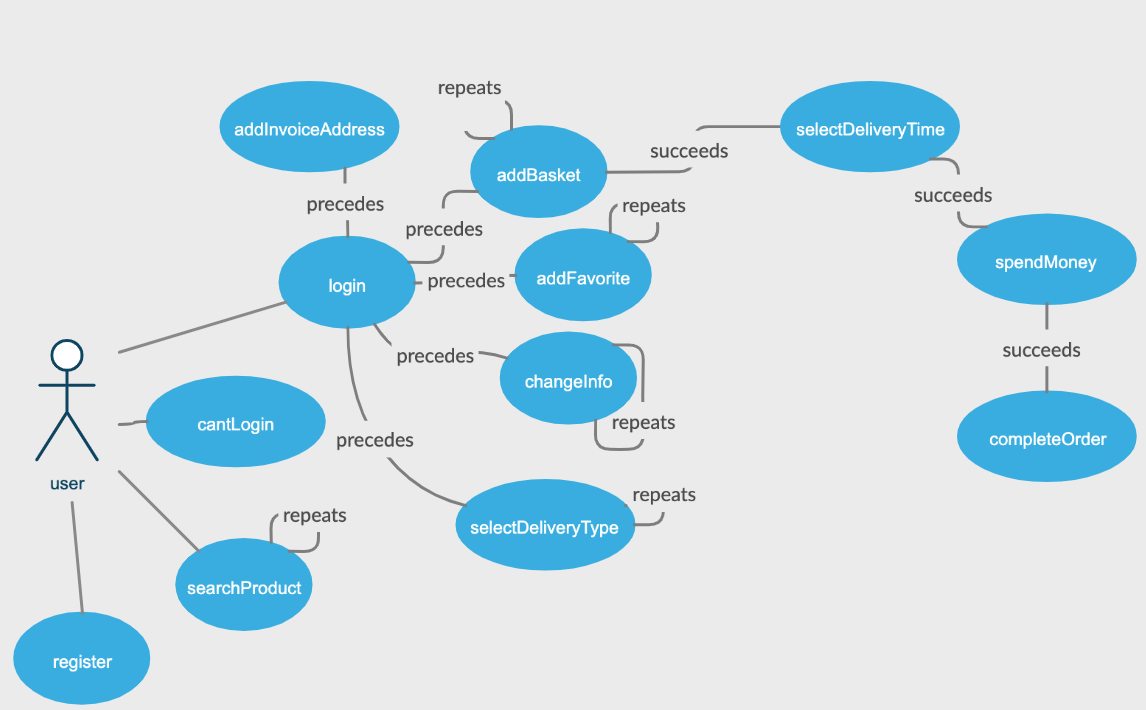 repeats
addInvoiceAddress
selectDeliveryTime
succeeds
addBasket
succeeds
precedes
repeats
precedes
spendMoney
login
precedes
addFavorite
succeeds
precedes
changeInfo
repeats
cantLogin
completeOrder
precedes
user
repeats
repeats
selectDeliveryType
searchProduct
register